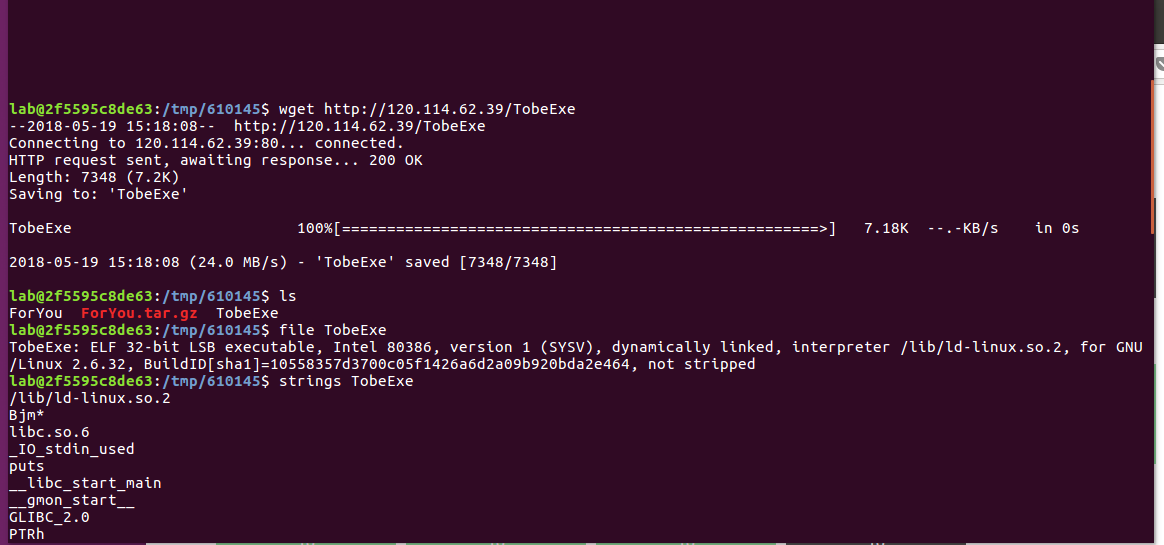 lab@2f5595c8de63:/tmp/610145$ wget http://120.114.62.39/TobeExe
--2018-05-19 15:18:08--  http://120.114.62.39/TobeExe
Connecting to 120.114.62.39:80... connected.
HTTP request sent, awaiting response... 200 OK
Length: 7348 (7.2K)
Saving to: 'TobeExe'
TobeExe                         100%[=====================================================>]   7.18K  --.-KB/s    in 0s
2018-05-19 15:18:08 (24.0 MB/s) - 'TobeExe' saved [7348/7348]
lab@2f5595c8de63:/tmp/610145$ ls
ForYou  ForYou.tar.gz  TobeExe
lab@2f5595c8de63:/tmp/610145$ file TobeExe
TobeExe: ELF 32-bit LSB executable, Intel 80386, version 1 (SYSV), dynamically linked, interpreter /lib/ld-linux.so.2, for GNU
/Linux 2.6.32, BuildID[sha1]=10558357d3700c05f1426a6d2a09b920bda2e464, not stripped
lab@2f5595c8de63:/tmp/610145$ strings TobeExe
/lib/ld-linux.so.2
Bjm*
libc.so.6
_IO_stdin_used
puts
__libc_start_main
__gmon_start__
GLIBC_2.0
PTRh